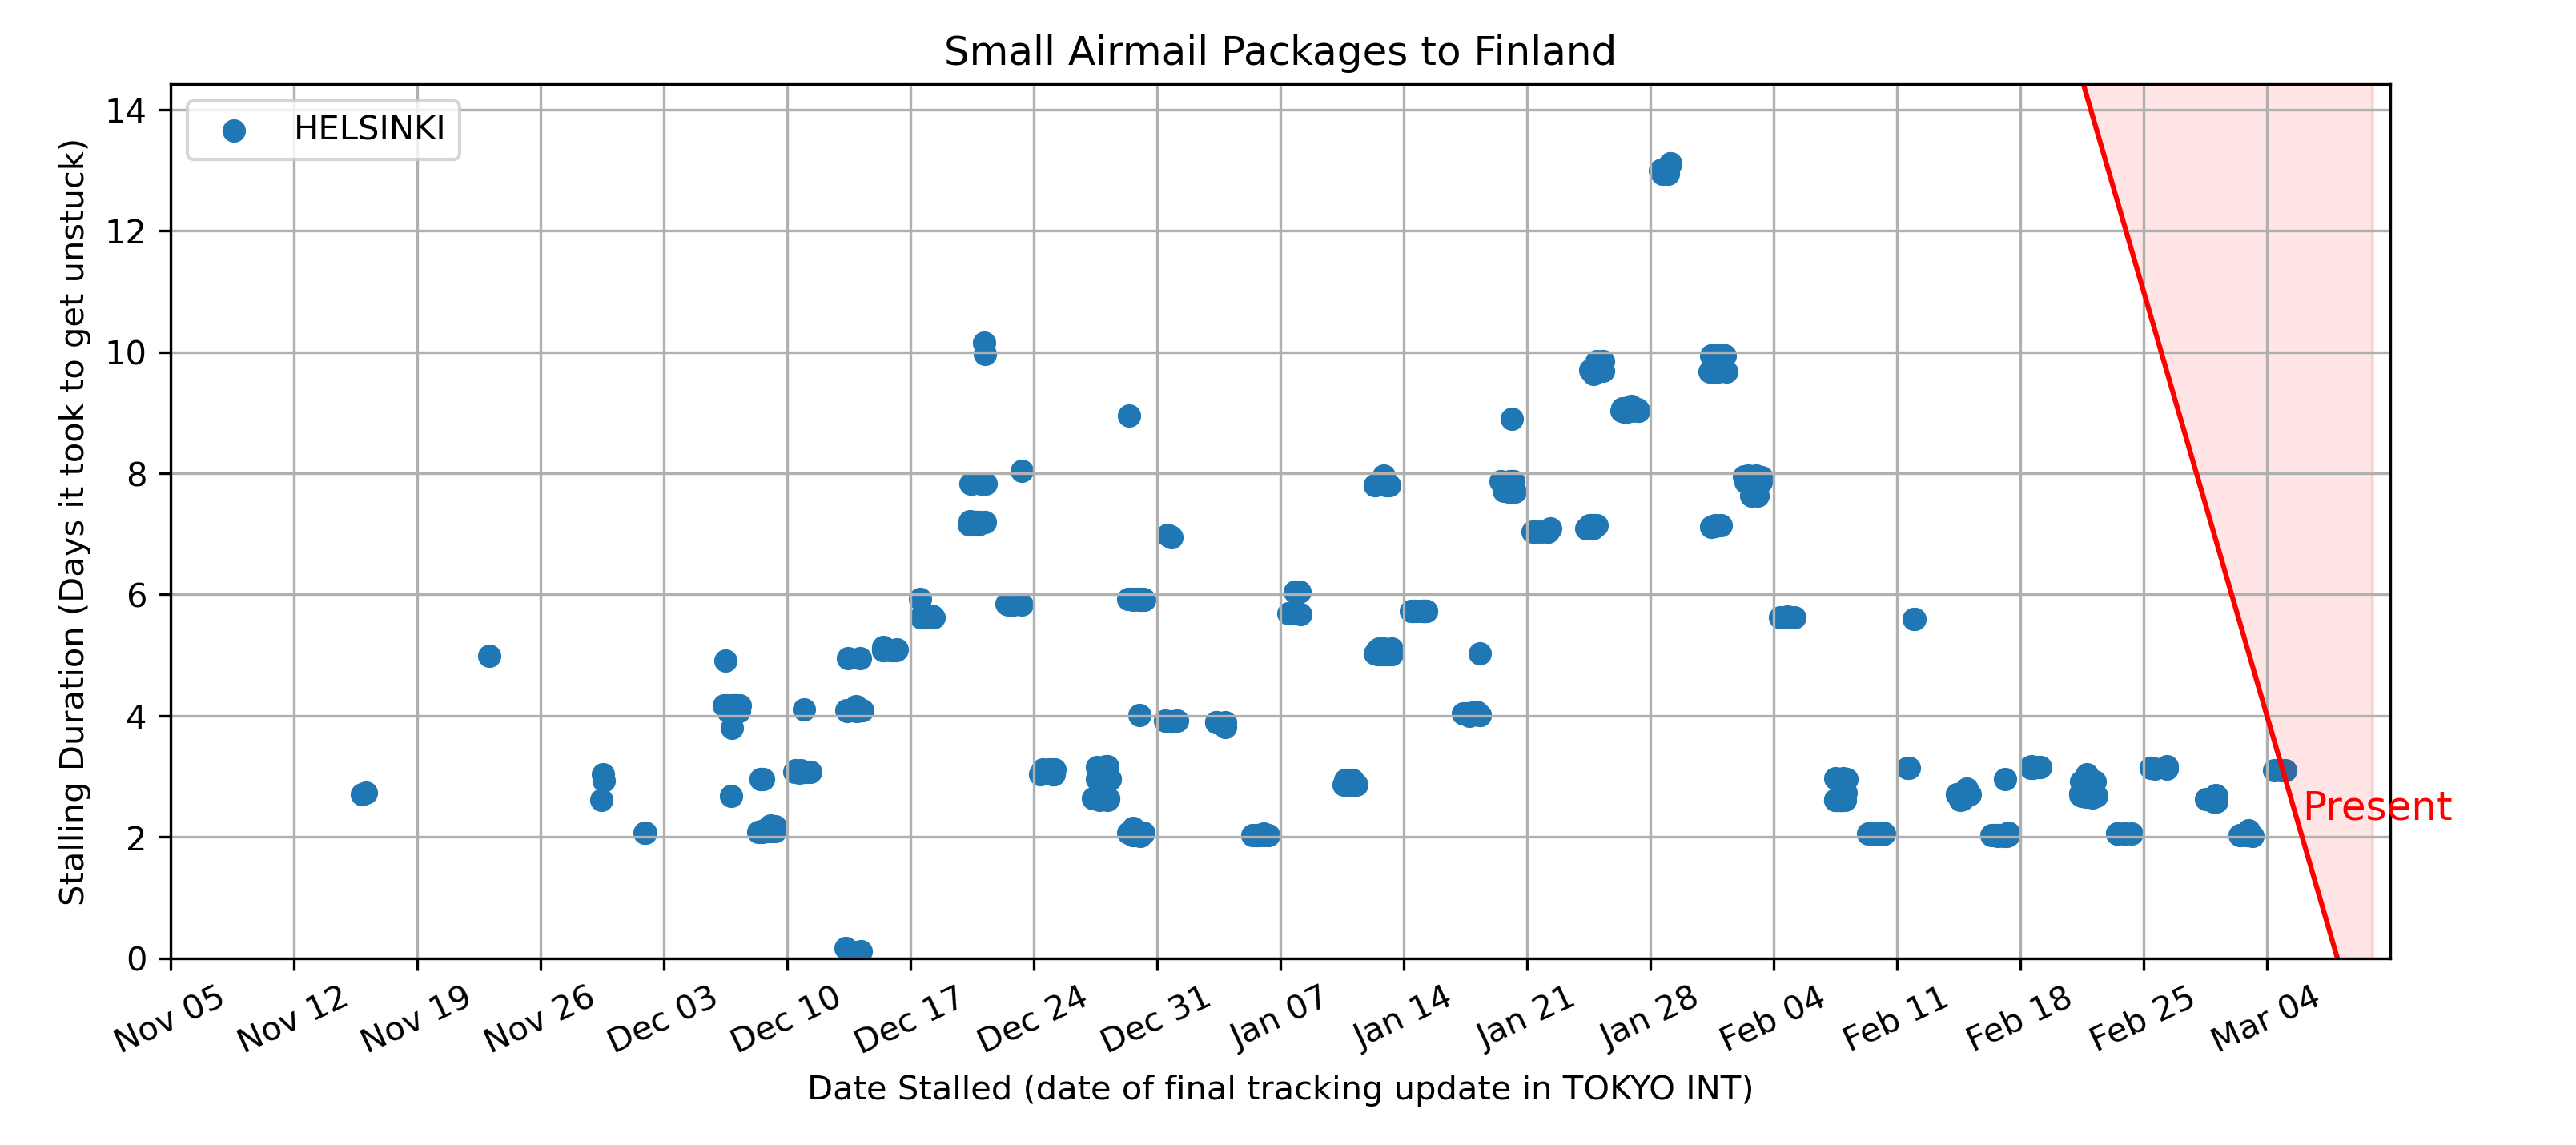 Small Airmail Packages to Finland
HELSINKI
Stalling Duration (Days it took to get unstuck)
14
12
10
8
6
4
2
0
Present
Nov 05
Nov 12
Nov 19
Nov 26
Dec 03
Dec 10
Dec 17
Dec 24
Dec 31
Jan 07
Jan 14
Jan 21
Jan 28
Feb 04
Feb 11
Feb 18
Feb 25
Mar 04
Date Stalled (date of final tracking update in TOKYO INT)